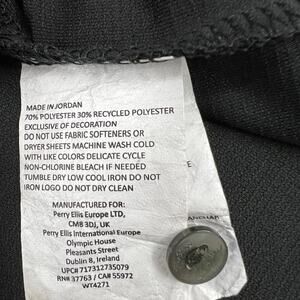 MADE IN JORDAN
70% POLYESTER 30% RECYCLED POLYESTER
EXCLUSIVE OF DECORATION
DO NOT USE FABRIC SOFTENERS OR
DRYER SHEETS MACHINE WASH COLD
WITH LIKE COLORS DELICATE CYCLE
NON-CHLORINE BLEACH IF NEEDED
TUMBLE DRY LOW COOL IRON DO NOT
IRON LOGO DO NOT DRY CLEAN
MANUFACTURED FOR:
Perry Ellis Europe LTD,
CM8 3DJ, UK
Perry Ellis International Europe
Olympic House
Pleasants Street
Dublin 8, Ireland
UPC# 717312735079
RN# 37763 / CA# 55972
WT4271